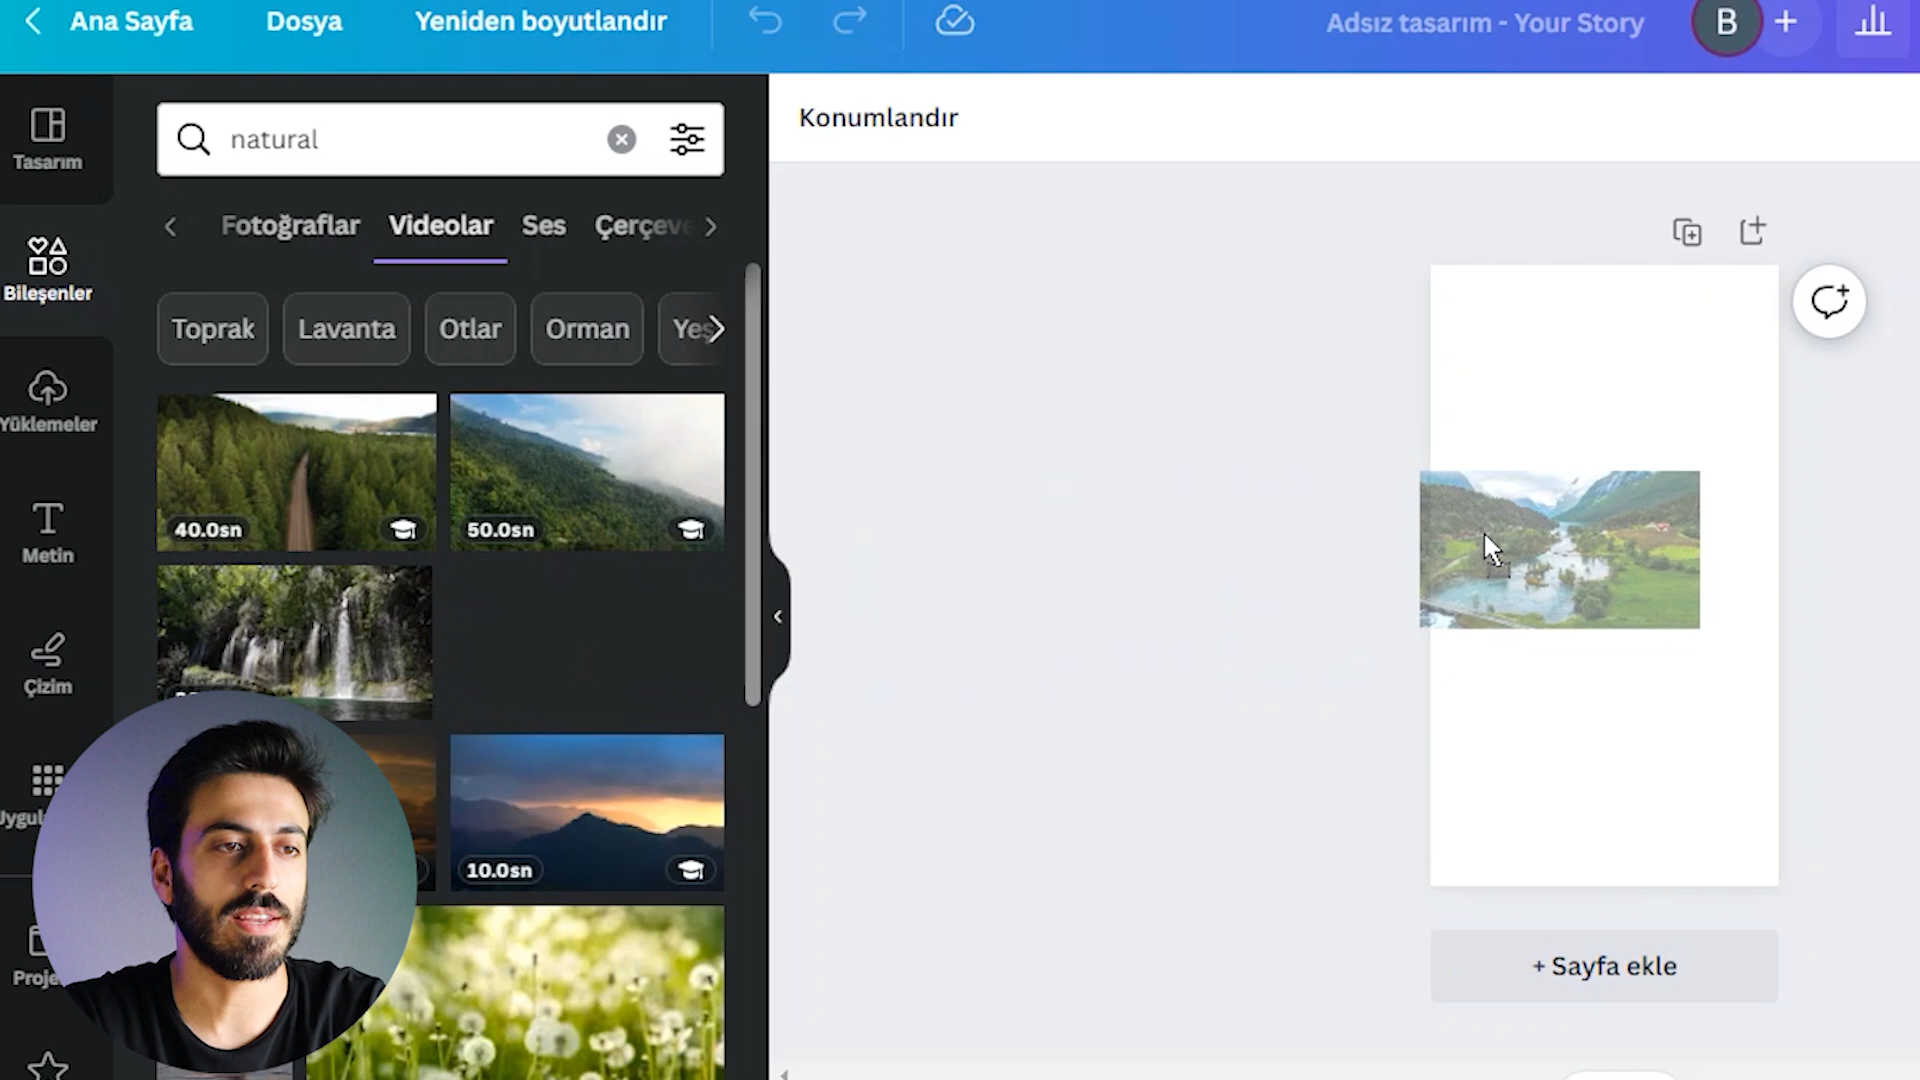 Ana Sayfa
Dosya
Yeniden boyutlandır
Adsız tasarım - Your Story
B
Tasarım
natural
Konumlandır
Fotoğraflar
Videolar
Ses
Bileşenler
Toprak
Lavanta
Otlar
Orman
Yüklemeler
40.0sn
50.0sn
Metin
Çizim
10.0sn
+ Sayfa ekle